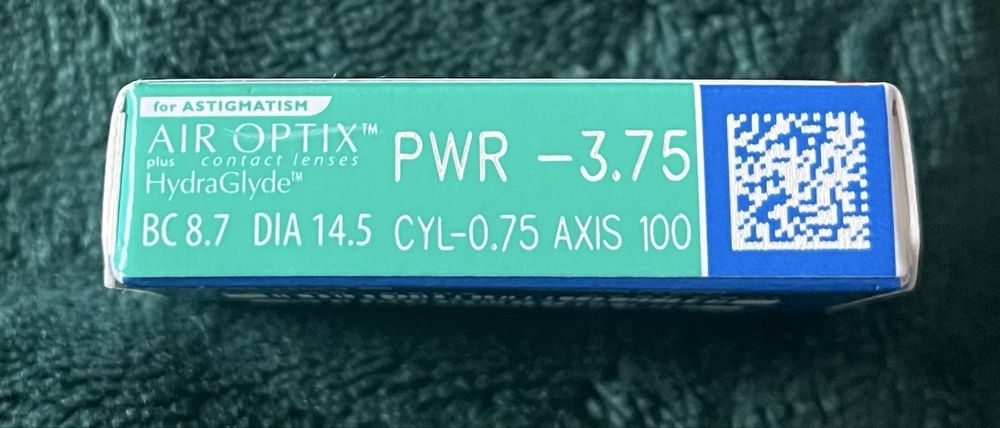 for ASTIGMATISM
AIR OPTIX™
plus contact lenses
HydraGlyde™
PWR -3.75
BC 8.7 DIA 14.5 CYL-0.75 AXIS 100